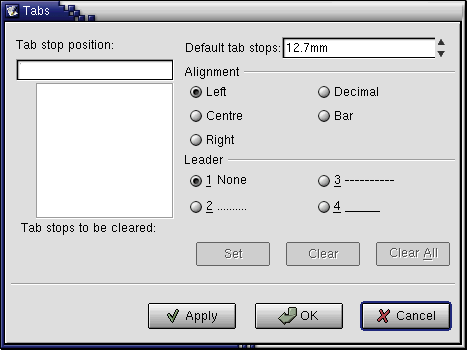 Tabs
Tab stop position:
Default tab stops: 12.7mm
Alignment
Left
Decimal
Centre
Bar
Right
Leader
1 None
3 ----------
2 ..........
4 _____
Tab stops to be cleared:
Set
Clear
Clear All
Apply
OK
Cancel